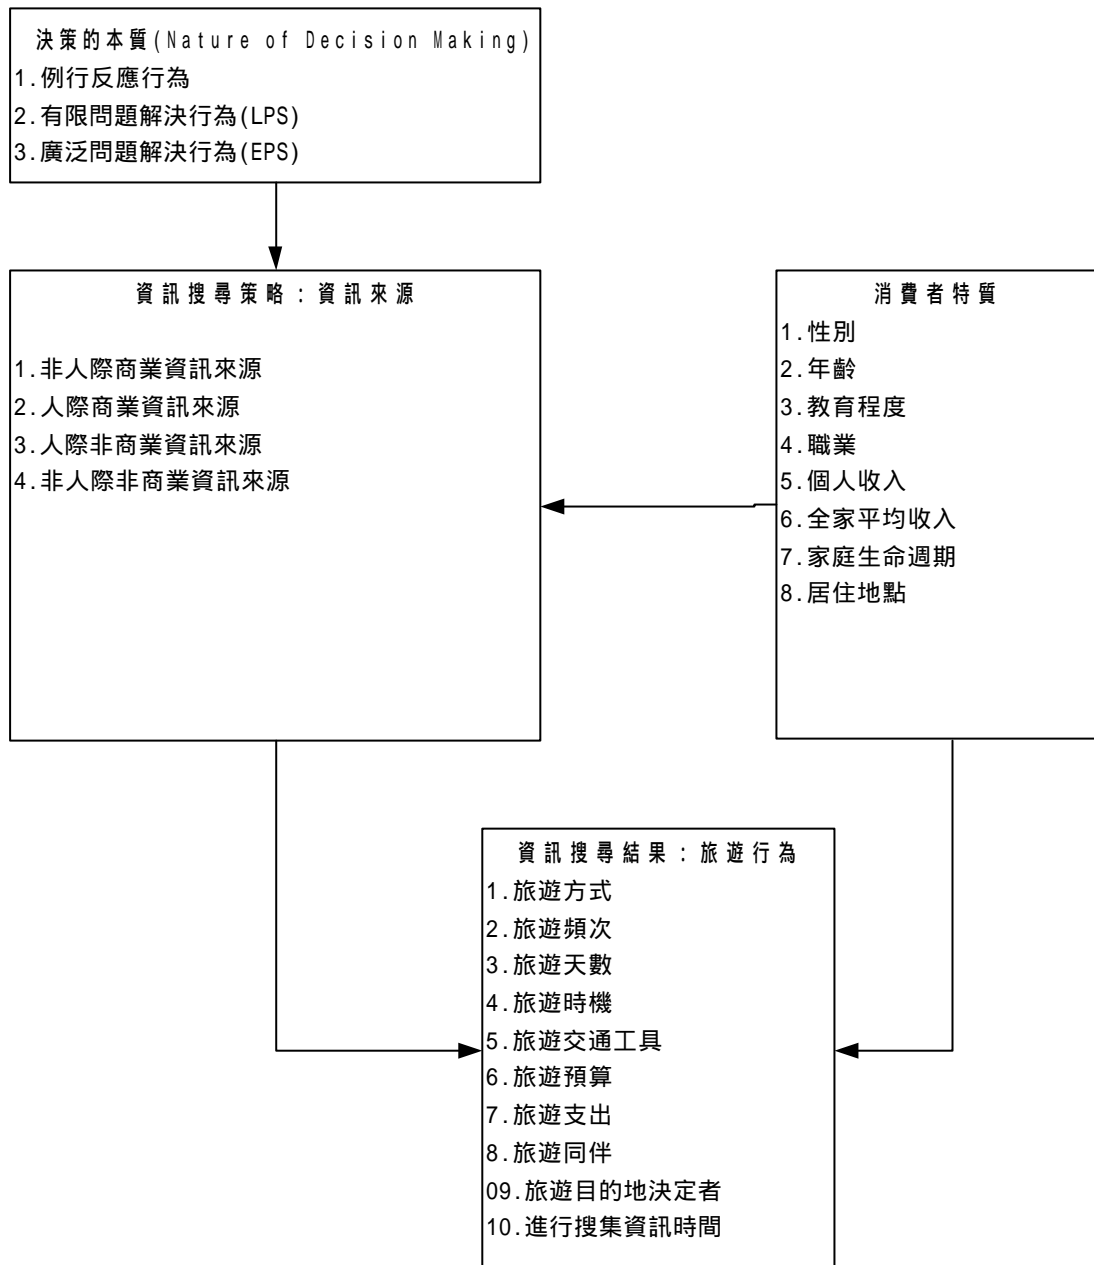 決策的本質(Nature of Decision Making)
1.例行反應行為
2.有限問題解決行為(LPS)
3.廣泛問題解決行為(EPS)
資訊搜尋策略：資訊來源
1.非人際商業資訊來源
2.人際商業資訊來源
3.人際非商業資訊來源
4.非人際非商業資訊來源
消費者特質
1.性別
2.年齡
3.教育程度
4.職業
5.個人收入
6.全家平均收入
7.家庭生命週期
8.居住地點
資訊搜尋結果：旅遊行為
1.旅遊方式
2.旅遊頻次
3.旅遊天數
4.旅遊時機
5.旅遊交通工具
6.旅遊預算
7.旅遊支出
8.旅遊同伴
09.旅遊目的地決定者
10.進行搜集資訊時間